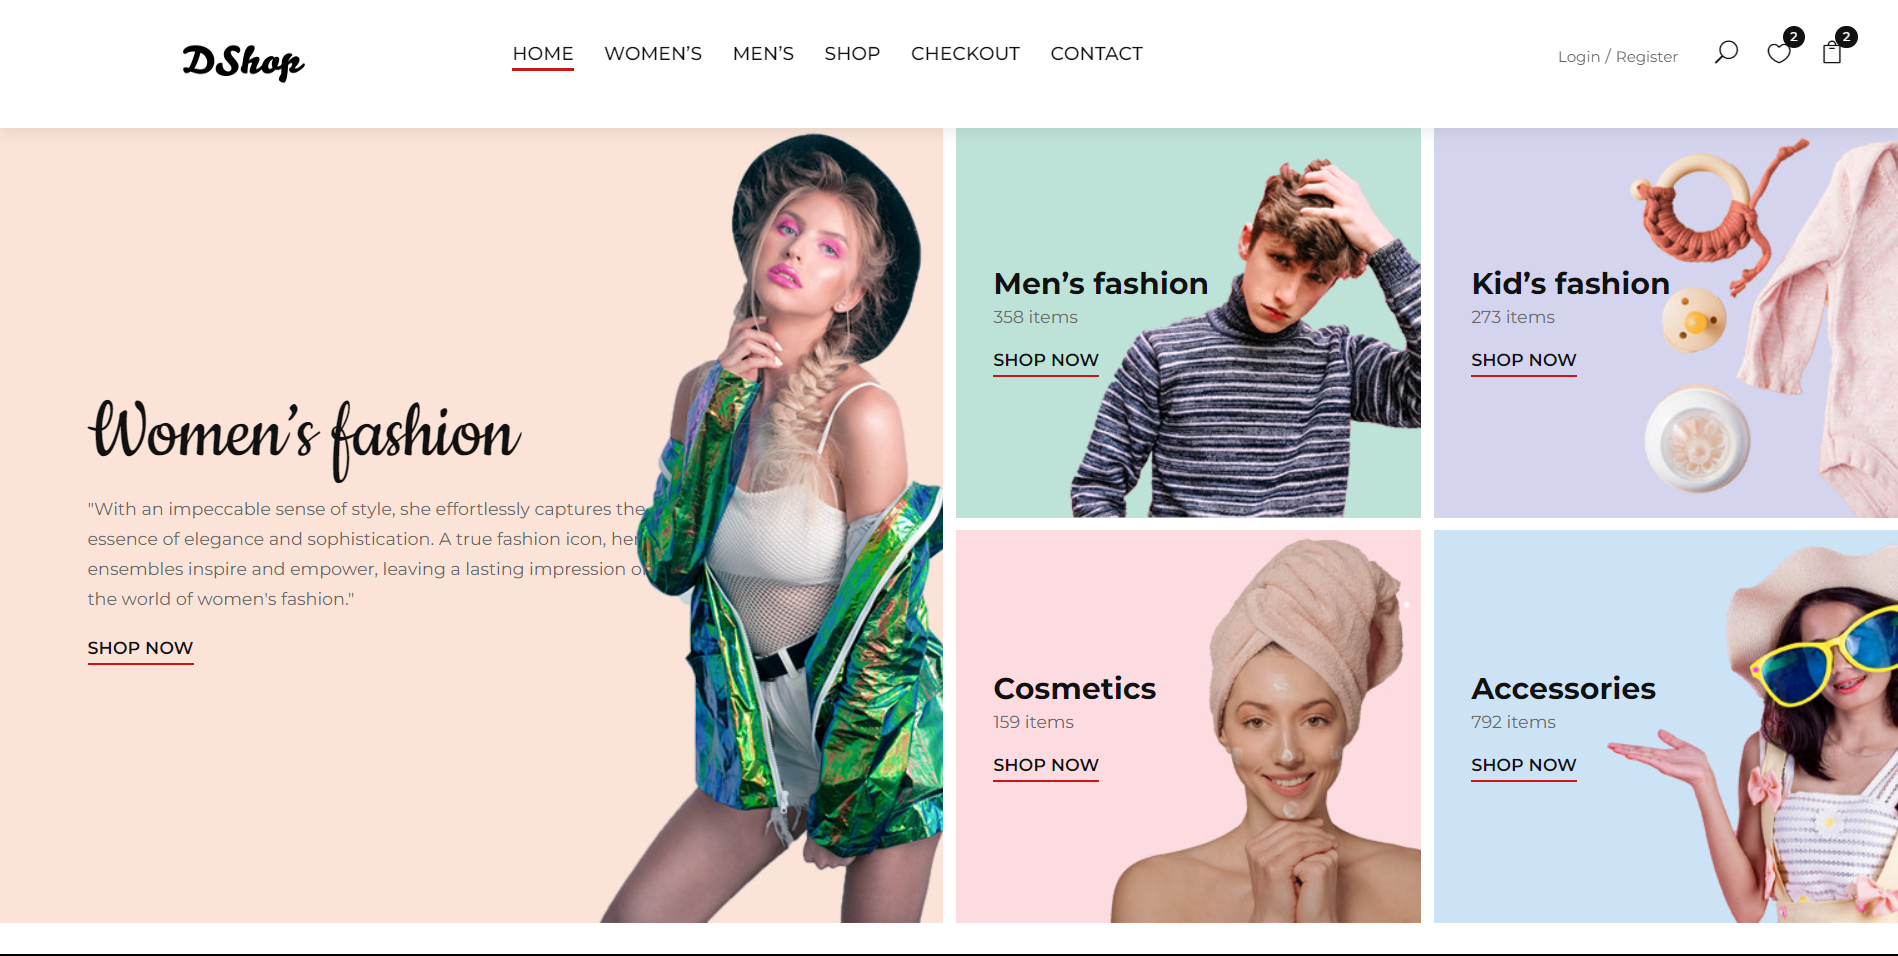 DShop
HOME WOMEN'S MEN'S SHOP CHECKOUT CONTACT
Login / Register
2
2
Women's fashion
"With an impeccable sense of style, she effortlessly captures the
essence of elegance and sophistication. A true fashion icon, her
ensembles inspire and empower, leaving a lasting impression on
the world of women's fashion."
SHOP NOW
Men's fashion
358 items
SHOP NOW
Kid's fashion
273 items
SHOP NOW
Cosmetics
159 items
SHOP NOW
Accessories
792 items
SHOP NOW